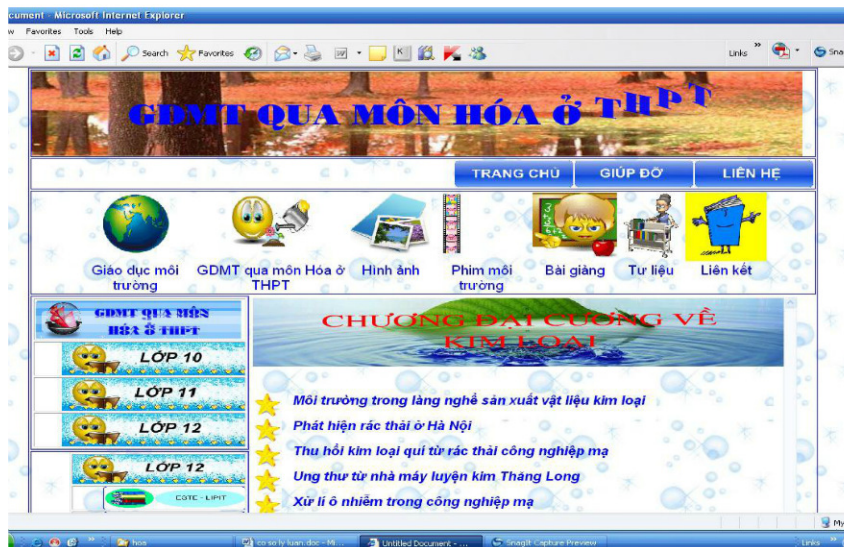 cument - Microsoft Internet Explorer
w Favorites Tools Help
Search Favorites Links » Sna
GDMT QUA MÔN HÓA Ở THPT
TRANG CHỦ GIÚP ĐỠ LIÊN HỆ
Giáo dục môi trường
GDMT qua môn Hóa ở THPT
Hình ảnh
Phim môi trường
Bài giảng
Tư liệu
Liên kết
GDMT QUA MÔN
HÓA Ở THPT
LỚP 10
LỚP 11
LỚP 12
LỚP 12
CSTC - LIPIT
CHƯƠNG ĐẠI CƯƠNG VỀ
KIM LOẠI
Môi trường trong làng nghề sản xuất vật liệu kim loại
Phát hiện rác thải ở Hà Nội
Thu hồi kim loại quí từ rác thải công nghiệp mạ
Ung thư từ nhà máy luyện kim Thăng Long
Xử lí ô nhiễm trong công nghiệp mạ
My
hoa co so ly luan.doc - Mi... Untitled Document - ... SnagIt Capture Preview Links »